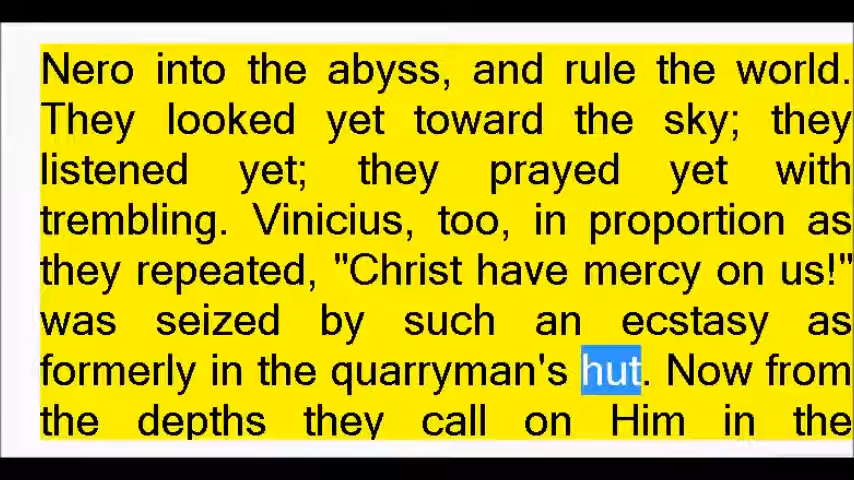 Nero into the abyss, and rule the world.
They looked yet toward the sky; they
listened yet; they prayed yet with
trembling. Vinicius, too, in proportion as
they repeated, "Christ have mercy on us!"
was seized by such an ecstasy as
formerly in the quarryman's hut. Now from
the depths they call on Him in the